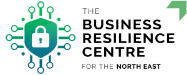 THE
BUSINESS
RESILIENCE
CENTRE
FOR THE NORTH EAST